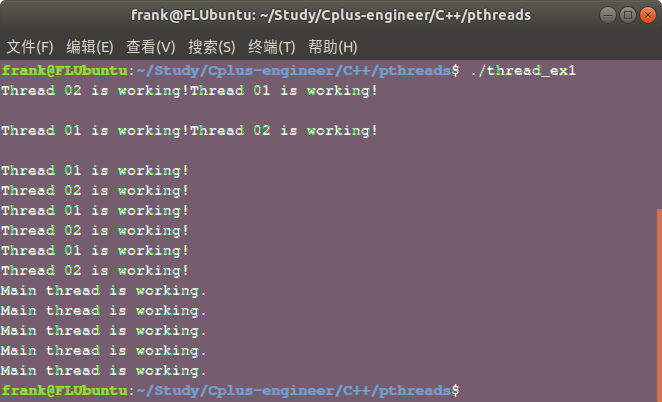 frank@FLUbuntu: ~/Study/Cplus-engineer/C++/pthreads
文件(F) 编辑(E) 查看(V) 搜索(S) 终端(T) 帮助(H)
frank@FLUbuntu:~/Study/Cplus-engineer/C++/pthreads$ ./thread_ex1
Thread 02 is working!Thread 01 is working!
Thread 01 is working!Thread 02 is working!
Thread 01 is working!
Thread 02 is working!
Thread 01 is working!
Thread 02 is working!
Thread 01 is working!
Thread 02 is working!
Main thread is working.
Main thread is working.
Main thread is working.
Main thread is working.
Main thread is working.
frank@FLUbuntu:~/Study/Cplus-engineer/C++/pthreads$